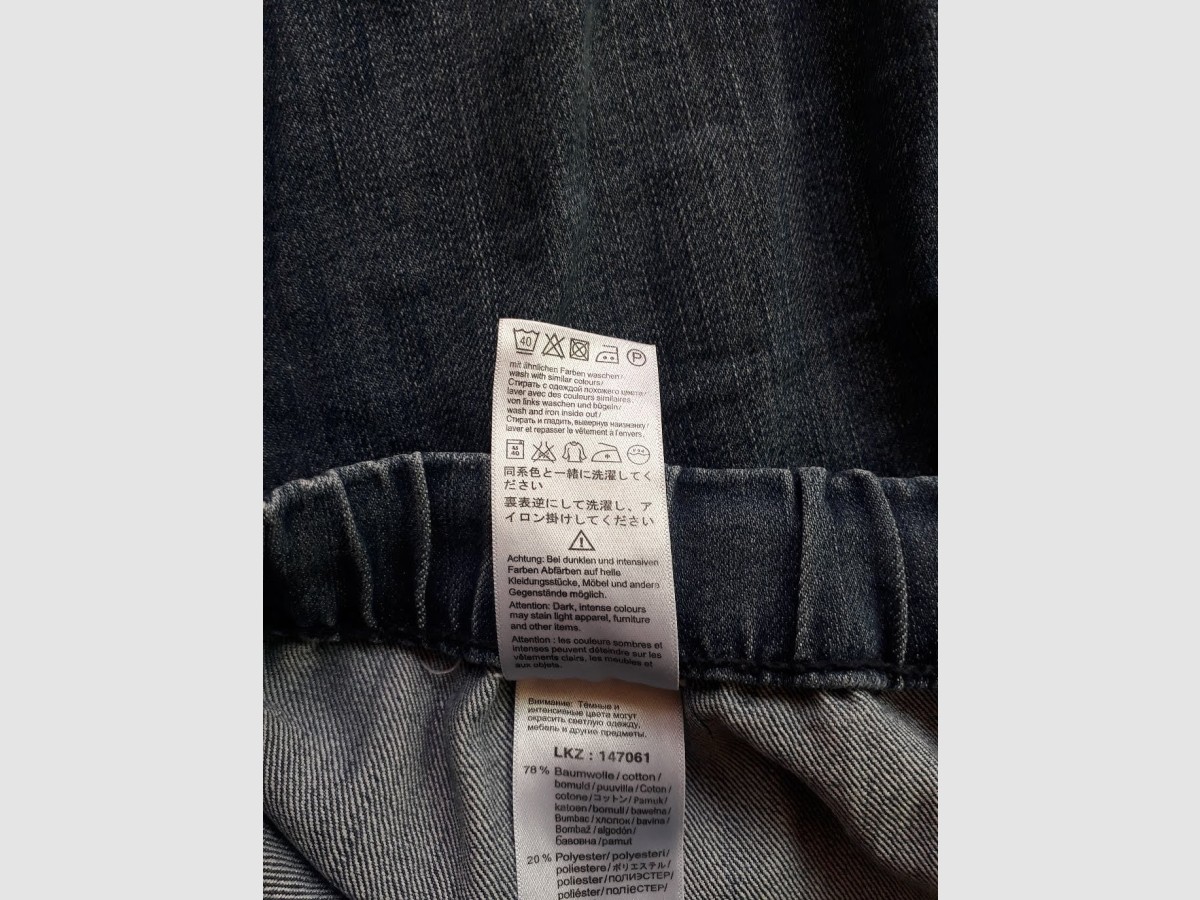 40
P
mit ähnlichen Farben waschen/
wash with similar colours/
Стирать с одеждой похожего цвета/
laver avec des couleurs similaires.
von links waschen und bügeln/
wash and iron inside out/
Стирать и гладить, вывернув наизнанку/
laver et repasser le vêtement à l'envers.
40
中
ドライ
同系色と一緒に洗濯してく
ださい
裏表逆にして洗濯し、ア
イロン掛けしてください
Achtung: Bei dunklen und intensiven
Farben Abfärben auf helle
Kleidungsstücke, Möbel und andere
Gegenstände möglich.
Attention: Dark, intense colours
may stain light apparel, furniture
and other items.
Attention : les couleurs sombres et
intenses peuvent déteindre sur les
vêtements clairs, les meubles et
aux objets.
Внимание: Тёмные и
интенсивные цвета могут
окрасить светлую одежду,
мебель и другие предметы.
LKZ : 147061
78 % Baumwolle / cotton /
bomuld / puuvilla / Coton /
cotone / コットン / Pamuk /
katoen / bomull / bawełna /
Bumbac / хлопок / bavlna /
Bombaž / algodón /
бавовна / pamut
20 % Polyester / polyesteri /
poliestere / ポリエステル /
poliester / ПОЛИЭСТЕР /
poliéster / поліЕСТЕР /